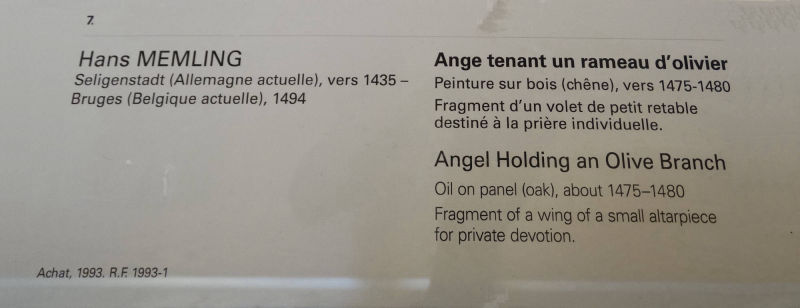 7.
Hans MEMLING
Seligenstadt (Allemagne actuelle), vers 1435 –
Bruges (Belgique actuelle), 1494
Ange tenant un rameau d'olivier
Peinture sur bois (chêne), vers 1475-1480
Fragment d'un volet de petit retable
destiné à la prière individuelle.
Angel Holding an Olive Branch
Oil on panel (oak), about 1475–1480
Fragment of a wing of a small altarpiece
for private devotion.
Achat, 1993. R.F. 1993-1